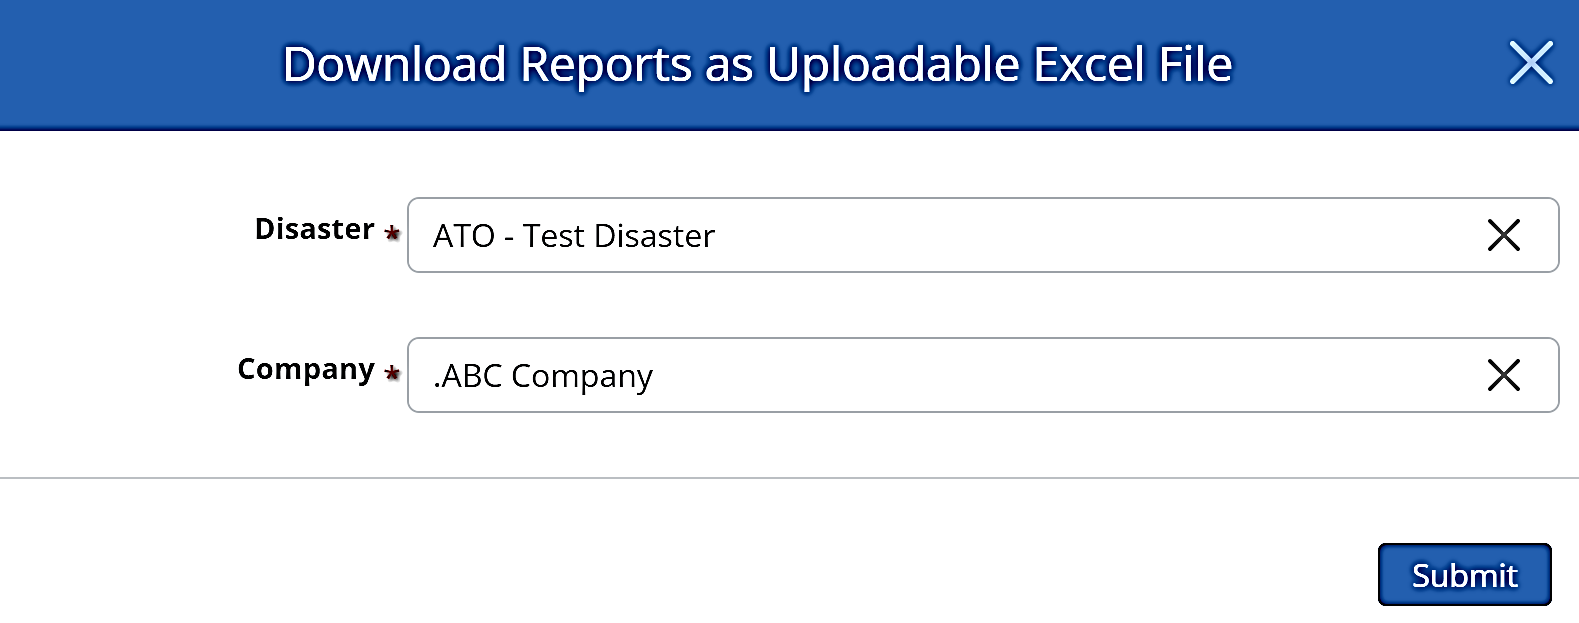 Download Reports as Uploadable Excel File
Disaster * ATO - Test Disaster
Company * .ABC Company
Submit